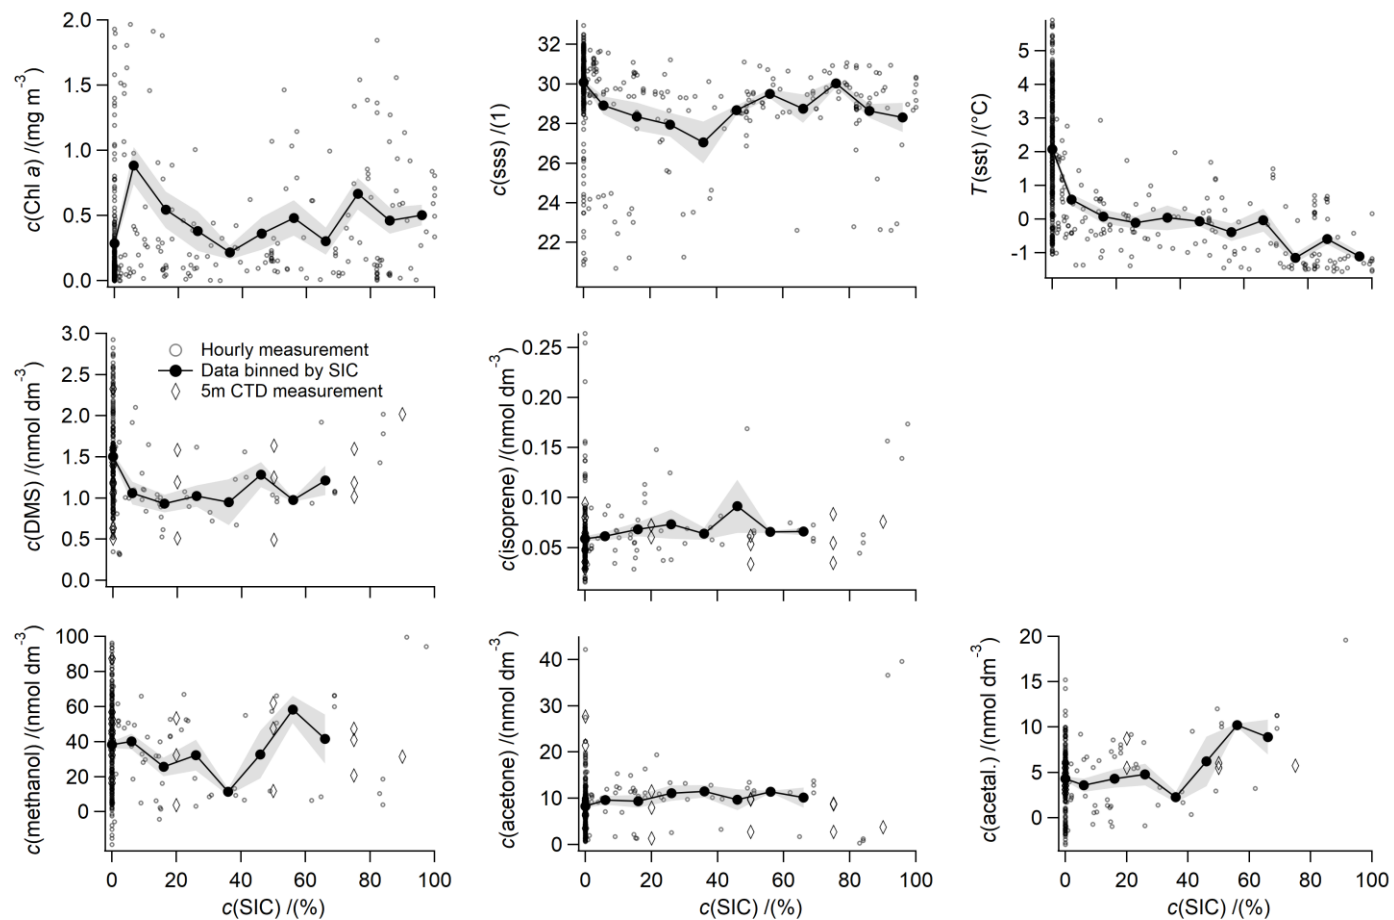 c(Chl a) /(mg m⁻³)
2.0
1.5
1.0
0.5
0.0
c(sss) /(1)
32
30
28
26
24
22
T(sst) /(°C)
5
4
3
2
1
0
-1
c(DMS) /(nmol dm⁻³)
3.0
2.5
2.0
1.5
1.0
0.5
0.0
Hourly measurement
Data binned by SIC
5m CTD measurement
c(isoprene) /(nmol dm⁻³)
0.25
0.20
0.15
0.10
0.05
c(methanol) /(nmol dm⁻³)
100
80
60
40
20
0
0 20 40 60 80 100
c(SIC) /(%)
c(acetone) /(nmol dm⁻³)
40
30
20
10
0
0 20 40 60 80 100
c(SIC) /(%)
c(acetal.) /(nmol dm⁻³)
20
15
10
5
0
0 20 40 60 80 100
c(SIC) /(%)